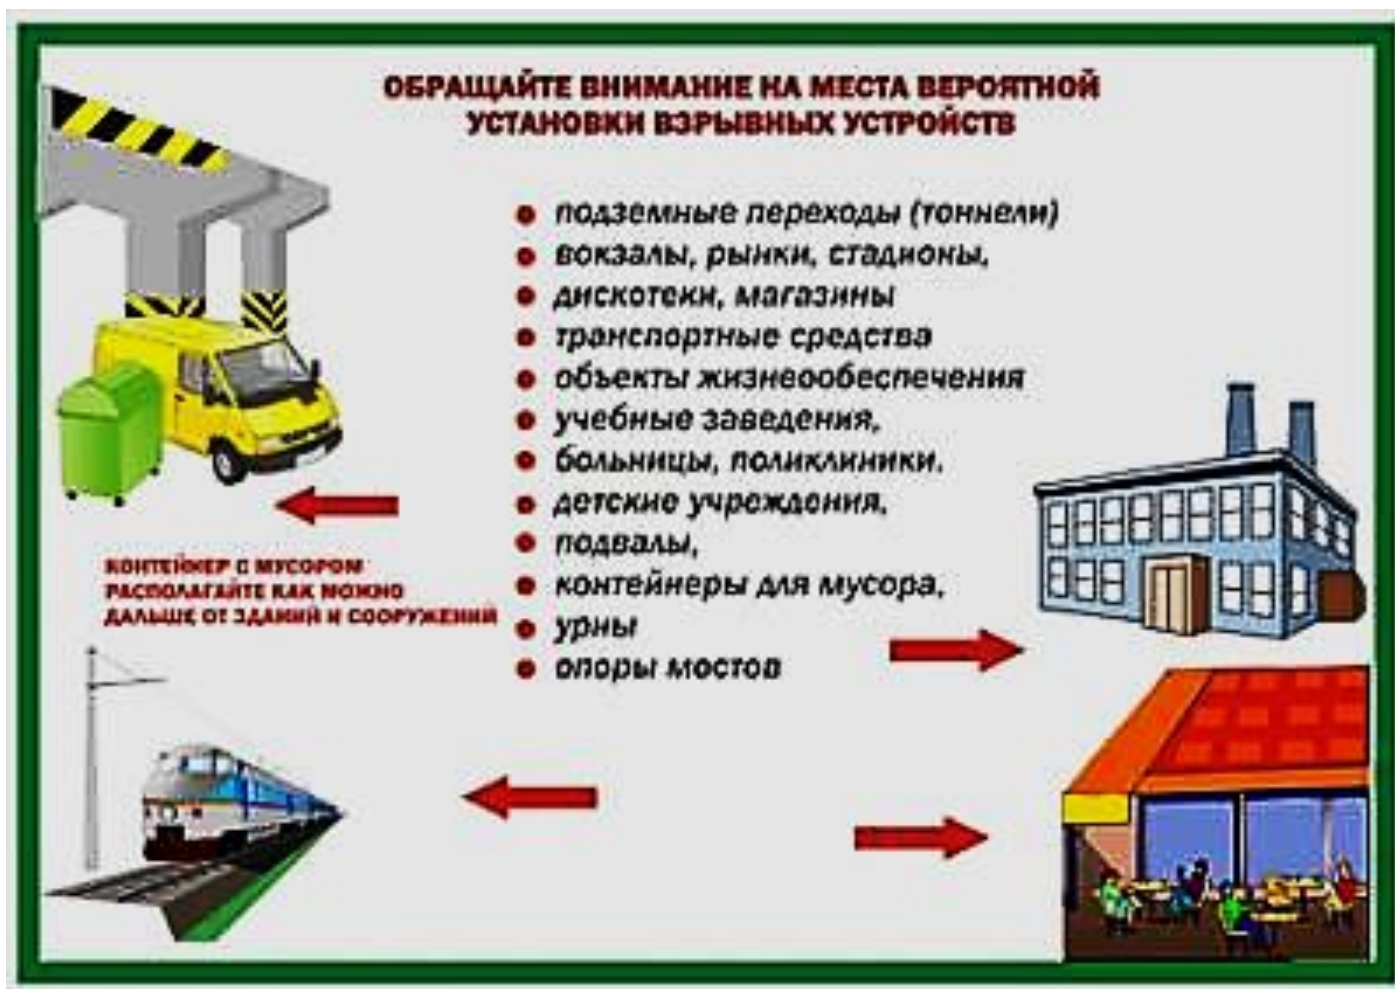 ОБРАЩАЙТЕ ВНИМАНИЕ НА МЕСТА ВЕРОЯТНОЙ
УСТАНОВКИ ВЗРЫВНЫХ УСТРОЙСТВ
подземные переходы (тоннели)
вокзалы, рынки, стадионы,
дискотеки, магазины
транспортные средства
объекты жизнеобеспечения
учебные заведения,
больницы, поликлиники,
детские учреждения,
подвалы,
контейнеры для мусора,
урны
опоры мостов
КОНТЕЙНЕР С МУСОРОМ
РАСПОЛАГАЙТЕ КАК МОЖНО
ДАЛЬШЕ ОТ ЗДАНИЙ И СООРУЖЕНИЙ